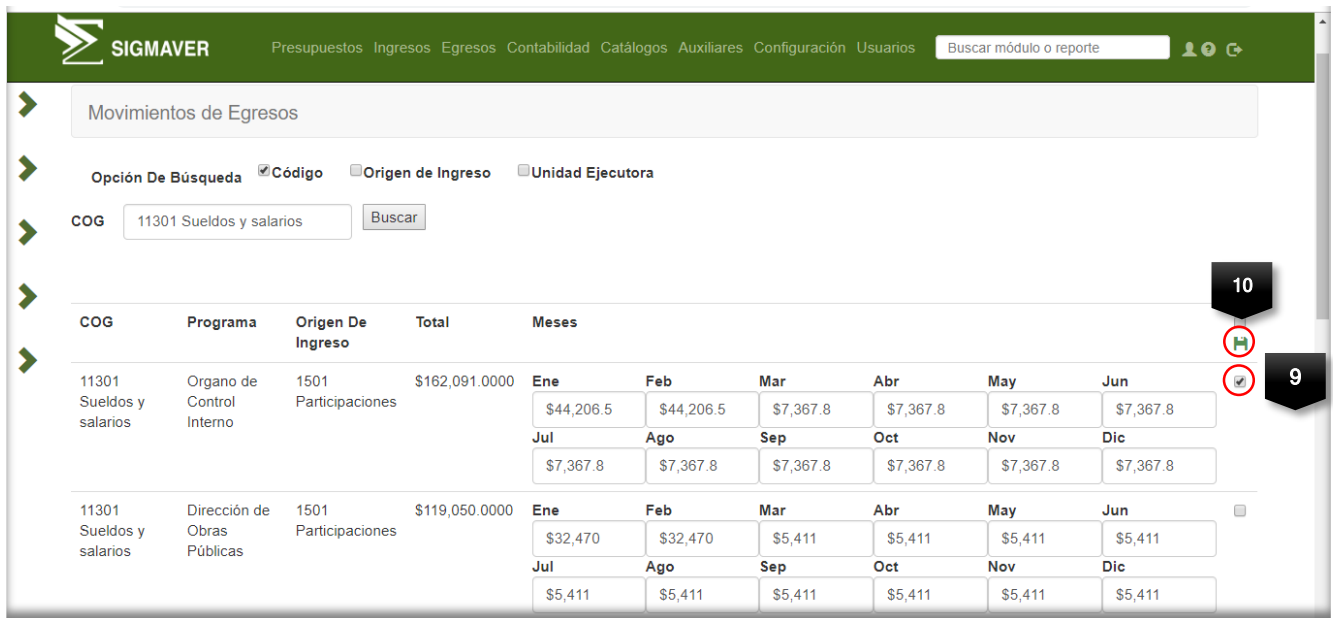 SIGMAVER
Presupuestos Ingresos Egresos Contabilidad Catálogos Auxiliares Configuración Usuarios
Buscar módulo o reporte
Movimientos de Egresos
Opción De Búsqueda Código Origen de Ingreso Unidad Ejecutora
COG 11301 Sueldos y salarios Buscar
10
COG Programa Origen De Ingreso Total Meses
9
11301 Sueldos y salarios Organo de Control Interno 1501 Participaciones $162,091.0000
Ene Feb Mar Abr May Jun
$44,206.5 $44,206.5 $7,367.8 $7,367.8 $7,367.8 $7,367.8
Jul Ago Sep Oct Nov Dic
$7,367.8 $7,367.8 $7,367.8 $7,367.8 $7,367.8 $7,367.8
11301 Sueldos y salarios Dirección de Obras Públicas 1501 Participaciones $119,050.0000
Ene Feb Mar Abr May Jun
$32,470 $32,470 $5,411 $5,411 $5,411 $5,411
Jul Ago Sep Oct Nov Dic
$5,411 $5,411 $5,411 $5,411 $5,411 $5,411